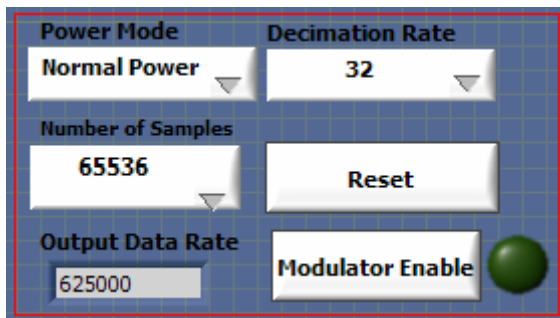 Power Mode Decimation Rate
Normal Power 32
Number of Samples
65536 Reset
Output Data Rate
625000 Modulator Enable